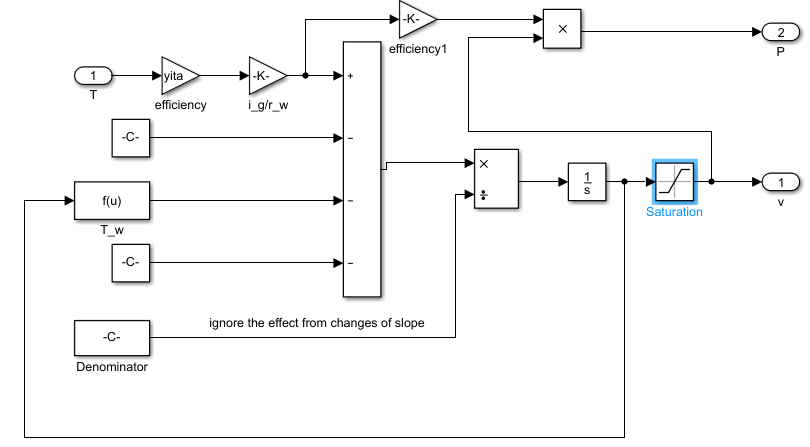 -K-
×
2
efficiency1
P
1
yita
-K-
+
T
efficiency
i_g/r_w
-C-
−
×
1
s
1
f(u)
−
÷
Saturation
v
T_w
-C-
−
ignore the effect from changes of slope
-C-
Denominator